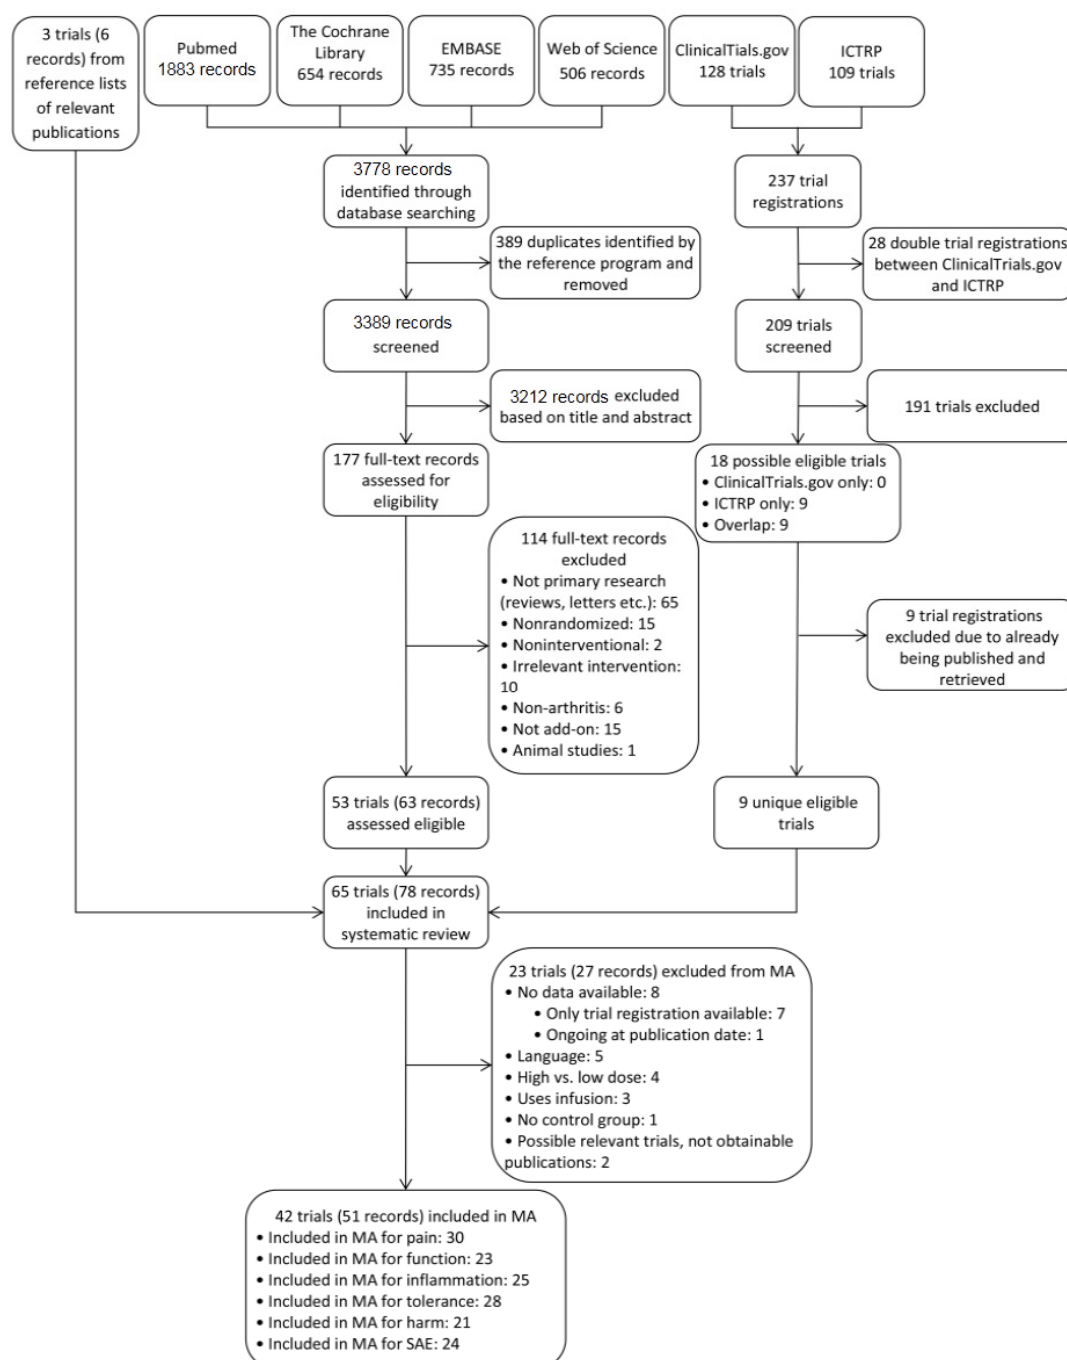 3 trials (6
records) from
reference lists
of relevant
publications
Pubmed
1883 records
The Cochrane
Library
654 records
EMBASE
735 records
Web of Science
506 records
ClinicalTials.gov
128 trials
ICTRP
109 trials
3778 records
identified through
database searching
237 trial
registrations
389 duplicates identified by
the reference program and
removed
28 double trial registrations
between ClinicalTrials.gov
and ICTRP
3389 records
screened
209 trials
screened
3212 records excluded
based on title and abstract
191 trials excluded
177 full-text records
assessed for
eligibility
18 possible eligible trials
• ClinicalTrials.gov only: 0
• ICTRP only: 9
• Overlap: 9
114 full-text records
excluded
• Not primary research
(reviews, letters etc.): 65
• Nonrandomized: 15
• Noninterventional: 2
• Irrelevant intervention:
10
• Non-arthritis: 6
• Not add-on: 15
• Animal studies: 1
9 trial registrations
excluded due to already
being published and
retrieved
53 trials (63 records)
assessed eligible
9 unique eligible
trials
65 trials (78 records)
included in
systematic review
23 trials (27 records) excluded from MA
• No data available: 8
• Only trial registration available: 7
• Ongoing at publication date: 1
• Language: 5
• High vs. low dose: 4
• Uses infusion: 3
• No control group: 1
• Possible relevant trials, not obtainable
publications: 2
42 trials (51 records) included in MA
• Included in MA for pain: 30
• Included in MA for function: 23
• Included in MA for inflammation: 25
• Included in MA for tolerance: 28
• Included in MA for harm: 21
• Included in MA for SAE: 24